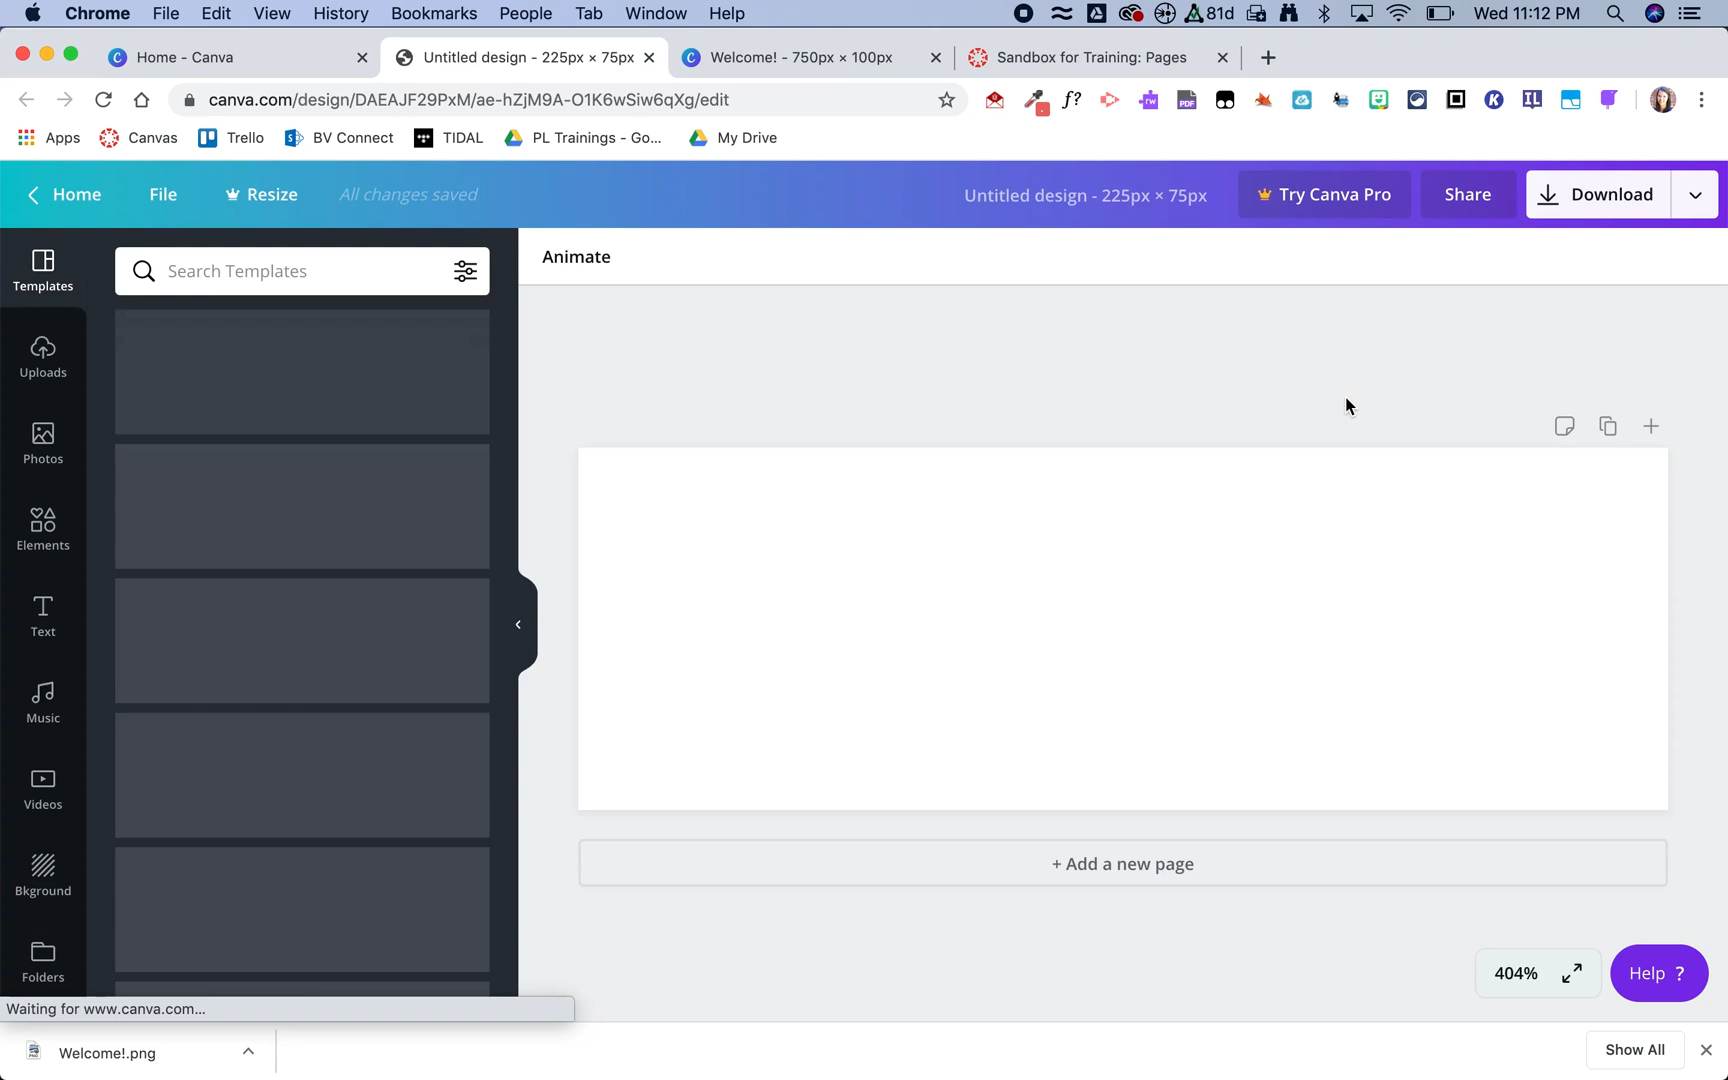 Chrome File Edit View History Bookmarks People Tab Window Help 81d Wed 11:12 PM
Home - Canva Untitled design - 225px × 75px Welcome! - 750px × 100px Sandbox for Training: Pages
canva.com/design/DAEAJF29PxM/ae-hZjM9A-O1K6wSiw6qXg/edit f? rw PDF K IL
Apps Canvas Trello BV Connect TIDAL PL Trainings - Go... My Drive
Home File Resize All changes saved Untitled design - 225px × 75px Try Canva Pro Share Download
Templates
Search Templates
Animate
Uploads
Photos
Elements
Text
Music
Videos
Bkground
Folders
+ Add a new page
404% Help ?
Waiting for www.canva.com...
Welcome!.png
Show All